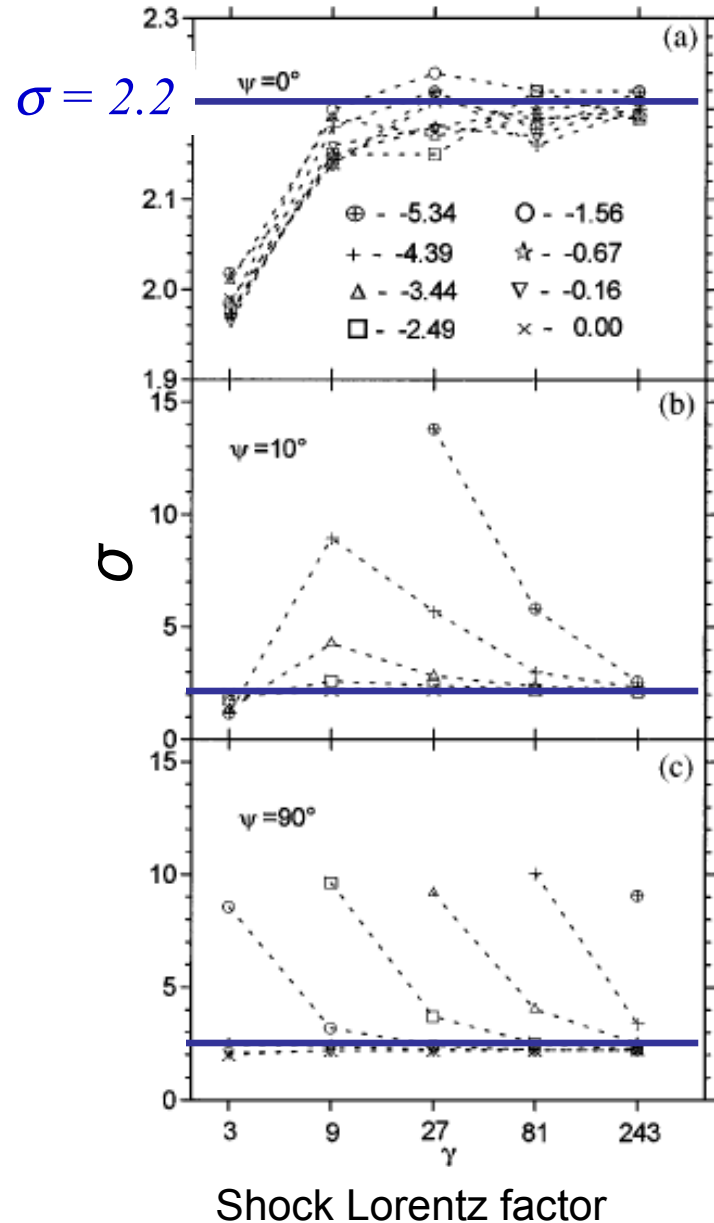 2.3
(a)
ψ=0°
σ = 2.2
2.1
⊕ - -5.34 ○ - -1.56
+ - -4.39 ☆ - -0.67
△ - -3.44 ▽ - -0.16
□ - -2.49 × - 0.00
2.0
1.9
15
(b)
ψ=10°
10
σ
5
0
15
(c)
ψ=90°
10
5
0
3 9 27 81 243
γ
Shock Lorentz factor